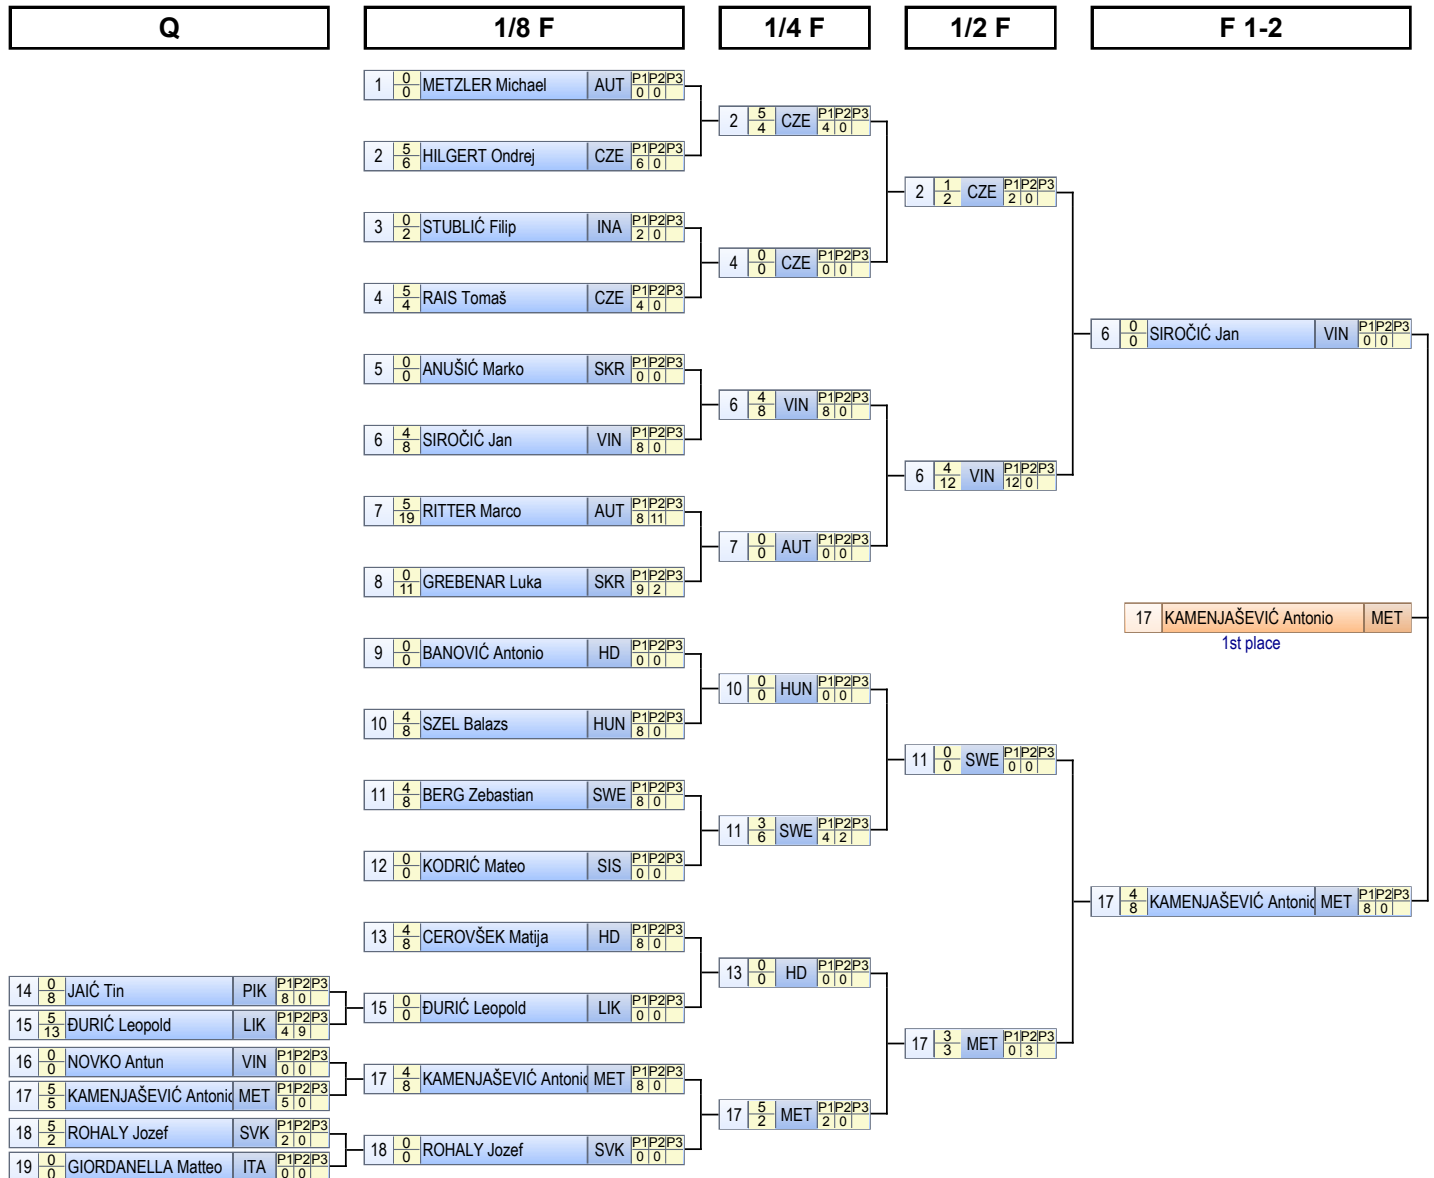 Q 1/8 F 1/4 F 1/2 F F 1-2
1 0 0 METZLER Michael AUT P1 P2 P3 0 0
2 5 4 CZE P1 P2 P3 4 0
2 5 6 HILGERT Ondrej CZE P1 P2 P3 6 0
2 1 2 CZE P1 P2 P3 2 0
3 0 2 STUBLIĆ Filip INA P1 P2 P3 2 0
4 0 0 CZE P1 P2 P3 0 0
4 5 4 RAIS Tomaš CZE P1 P2 P3 4 0
6 0 0 SIROČIĆ Jan VIN P1 P2 P3 0 0
5 0 0 ANUŠIĆ Marko SKR P1 P2 P3 0 0
6 4 8 VIN P1 P2 P3 8 0
6 4 8 SIROČIĆ Jan VIN P1 P2 P3 8 0
6 4 12 VIN P1 P2 P3 12 0
7 5 19 RITTER Marco AUT P1 P2 P3 8 11
7 0 0 AUT P1 P2 P3 0 0
8 0 11 GREBENAR Luka SKR P1 P2 P3 9 2
17 KAMENJAŠEVIĆ Antonio MET
1st place
9 0 0 BANOVIĆ Antonio HD P1 P2 P3 0 0
10 0 0 HUN P1 P2 P3 0 0
10 4 8 SZEL Balazs HUN P1 P2 P3 8 0
11 0 0 SWE P1 P2 P3 0 0
11 4 8 BERG Zebastian SWE P1 P2 P3 8 0
11 3 6 SWE P1 P2 P3 4 2
12 0 0 KODRIĆ Mateo SIS P1 P2 P3 0 0
17 4 8 KAMENJAŠEVIĆ Antonio MET P1 P2 P3 8 0
13 4 8 CEROVŠEK Matija HD P1 P2 P3 8 0
13 0 0 HD P1 P2 P3 0 0
14 0 8 JAIĆ Tin PIK P1 P2 P3 8 0
15 0 0 ĐURIĆ Leopold LIK P1 P2 P3 0 0
15 5 13 ĐURIĆ Leopold LIK P1 P2 P3 4 9
17 3 3 MET P1 P2 P3 0 3
16 0 0 NOVKO Antun VIN P1 P2 P3 0 0
17 4 8 KAMENJAŠEVIĆ Antonio MET P1 P2 P3 8 0
17 5 5 KAMENJAŠEVIĆ Antonio MET P1 P2 P3 5 0
17 5 2 MET P1 P2 P3 2 0
18 5 2 ROHALY Jozef SVK P1 P2 P3 2 0
18 0 0 ROHALY Jozef SVK P1 P2 P3 0 0
19 0 0 GIORDANELLA Matteo ITA P1 P2 P3 0 0